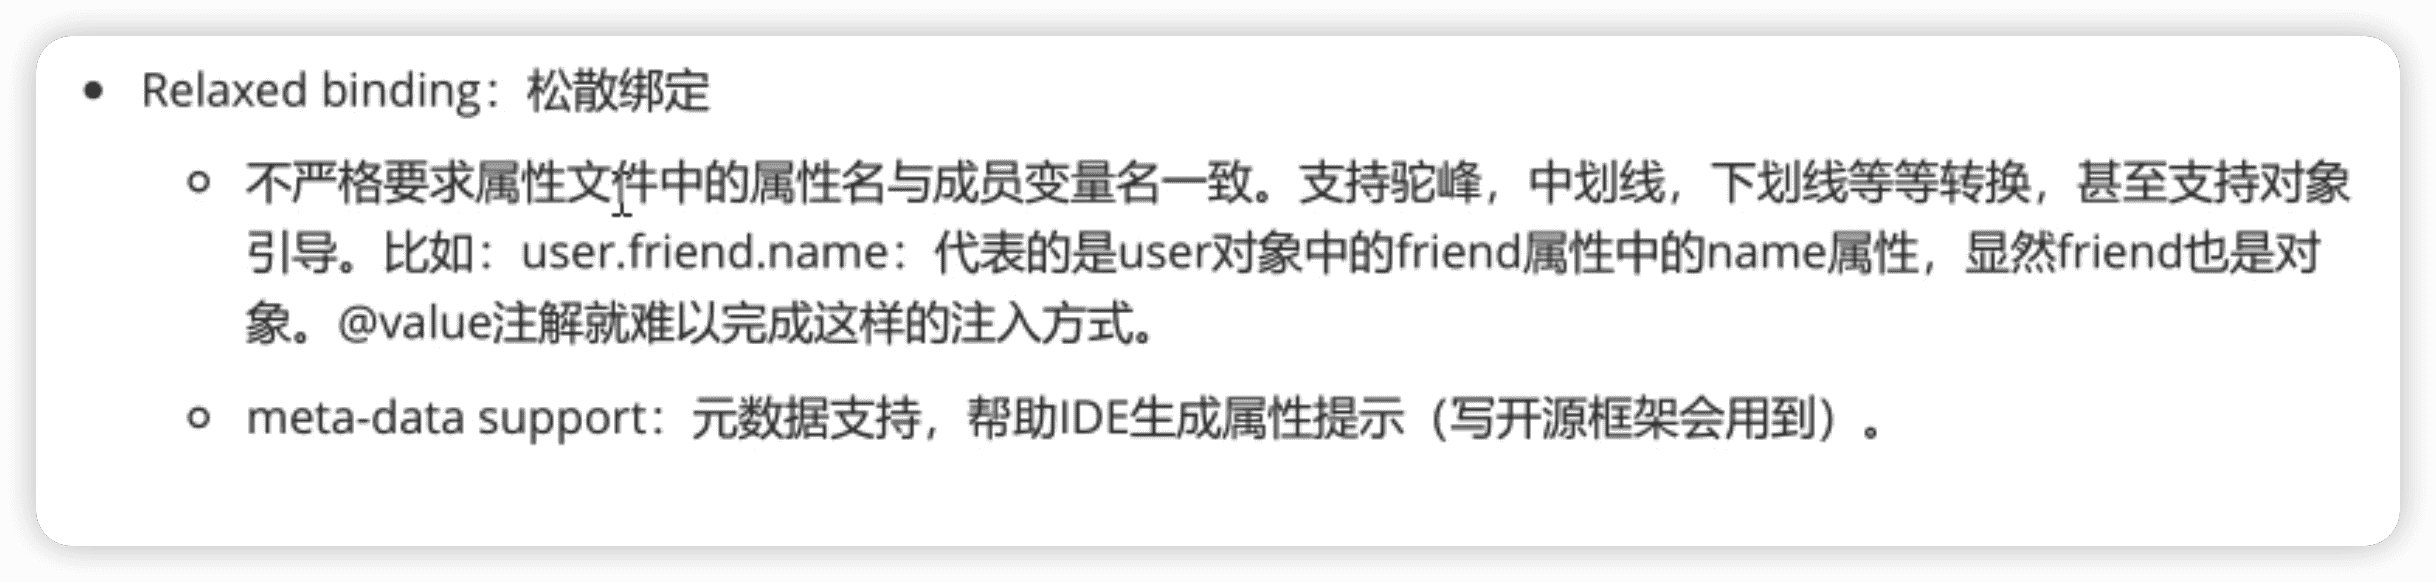 Relaxed binding：松散绑定
不严格要求属性文件中的属性名与成员变量名一致。支持驼峰，中划线，下划线等等转换，甚至支持对象
引导。比如：user.friend.name：代表的是user对象中的friend属性中的name属性，显然friend也是对
象。@value注解就难以完成这样的注入方式。
meta-data support：元数据支持，帮助IDE生成属性提示（写开源框架会用到）。